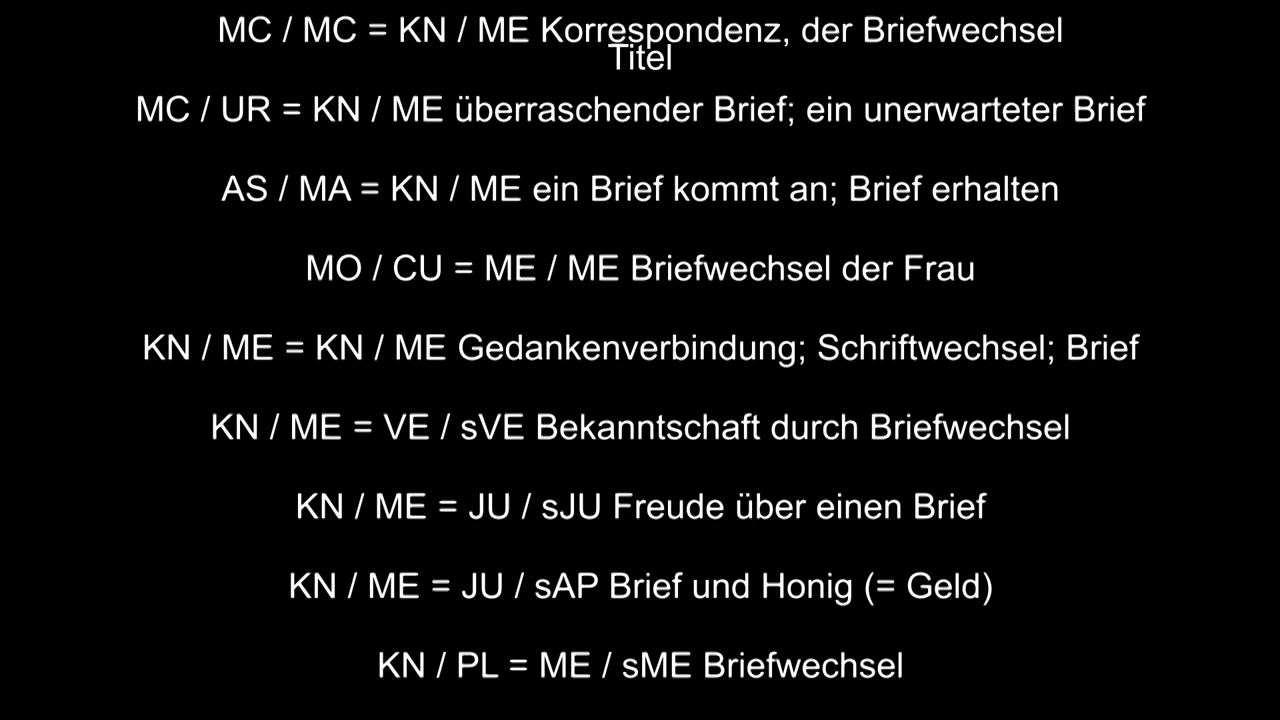 MC / MC = KN / ME Korrespondenz, der Briefwechsel
Titel
MC / UR = KN / ME überraschender Brief; ein unerwarteter Brief
AS / MA = KN / ME ein Brief kommt an; Brief erhalten
MO / CU = ME / ME Briefwechsel der Frau
KN / ME = KN / ME Gedankenverbindung; Schriftwechsel; Brief
KN / ME = VE / sVE Bekanntschaft durch Briefwechsel
KN / ME = JU / sJU Freude über einen Brief
KN / ME = JU / sAP Brief und Honig (= Geld)
KN / PL = ME / sME Briefwechsel